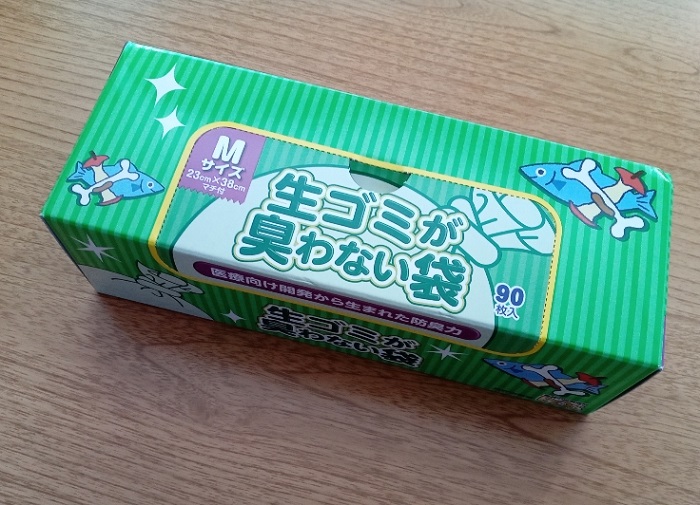 M
サイズ
23cm×38cm
マチ付
生ゴミが
臭わない袋
90
枚入
医療向け開発から生まれた防臭力
生ゴミが
臭わない袋